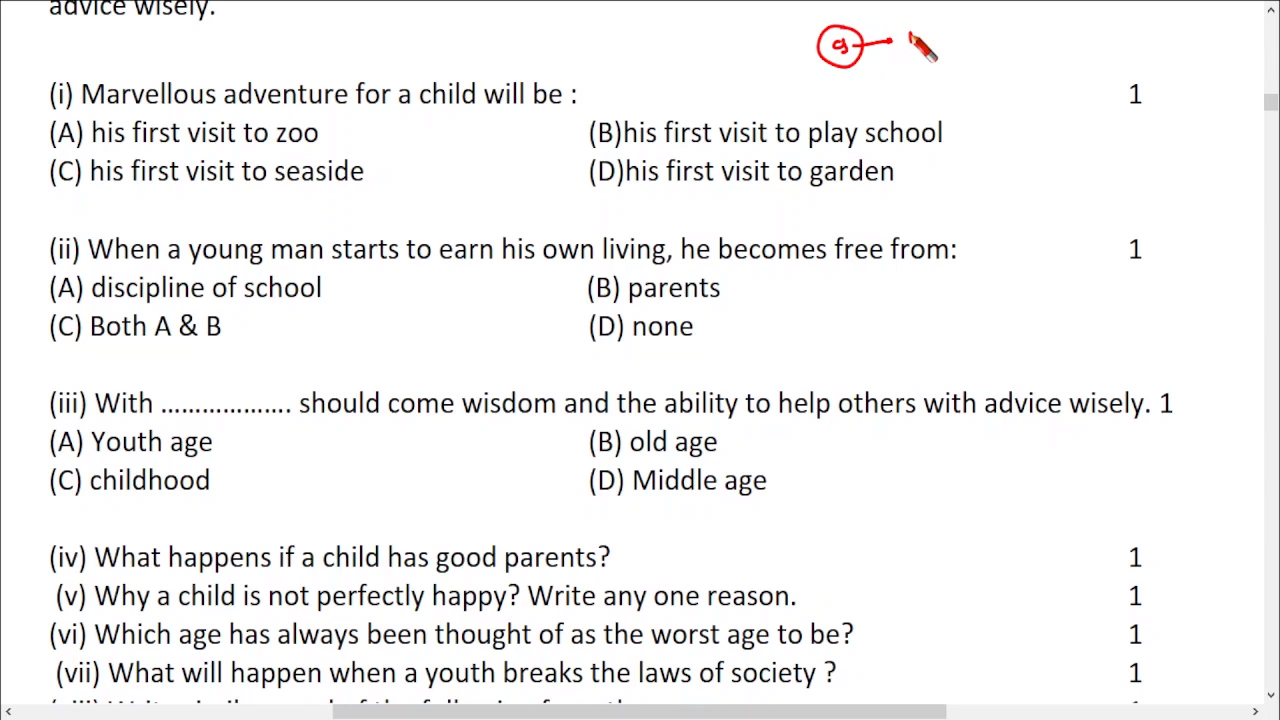 advice wisely.
9
(i) Marvellous adventure for a child will be : 1
(A) his first visit to zoo (B)his first visit to play school
(C) his first visit to seaside (D)his first visit to garden
(ii) When a young man starts to earn his own living, he becomes free from: 1
(A) discipline of school (B) parents
(C) Both A & B (D) none
(iii) With ………………. should come wisdom and the ability to help others with advice wisely. 1
(A) Youth age (B) old age
(C) childhood (D) Middle age
(iv) What happens if a child has good parents? 1
(v) Why a child is not perfectly happy? Write any one reason. 1
(vi) Which age has always been thought of as the worst age to be? 1
(vii) What will happen when a youth breaks the laws of society ? 1